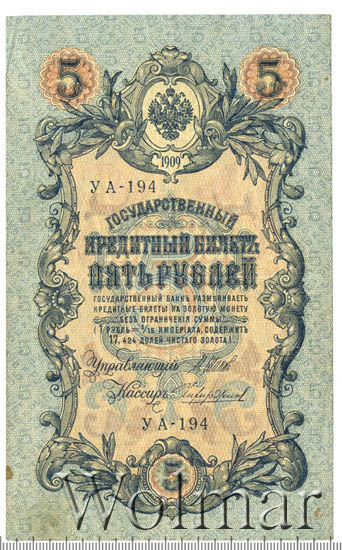 5 5
1909
УА-194
ГОСУДАРСТВЕННЫЙ
КРЕДИТНЫЙ БИЛЕТЪ
ПЯТЬ РУБЛЕЙ
ГОСУДАРСТВЕННЫЙ БАНКЪ РАЗМѢНИВАЕТЪ
КРЕДИТНЫЕ БИЛЕТЫ НА ЗОЛОТУЮ МОНЕТУ
БЕЗЪ ОГРАНИЧЕНІЯ СУММЫ
(1 РУБЛЬ = 1/15 ИМПЕРІАЛА, СОДЕРЖИТЪ
17,424 ДОЛЕЙ ЧИСТАГО ЗОЛОТА)
Управляющій
Кассиръ
УА-194
5
Wolmar